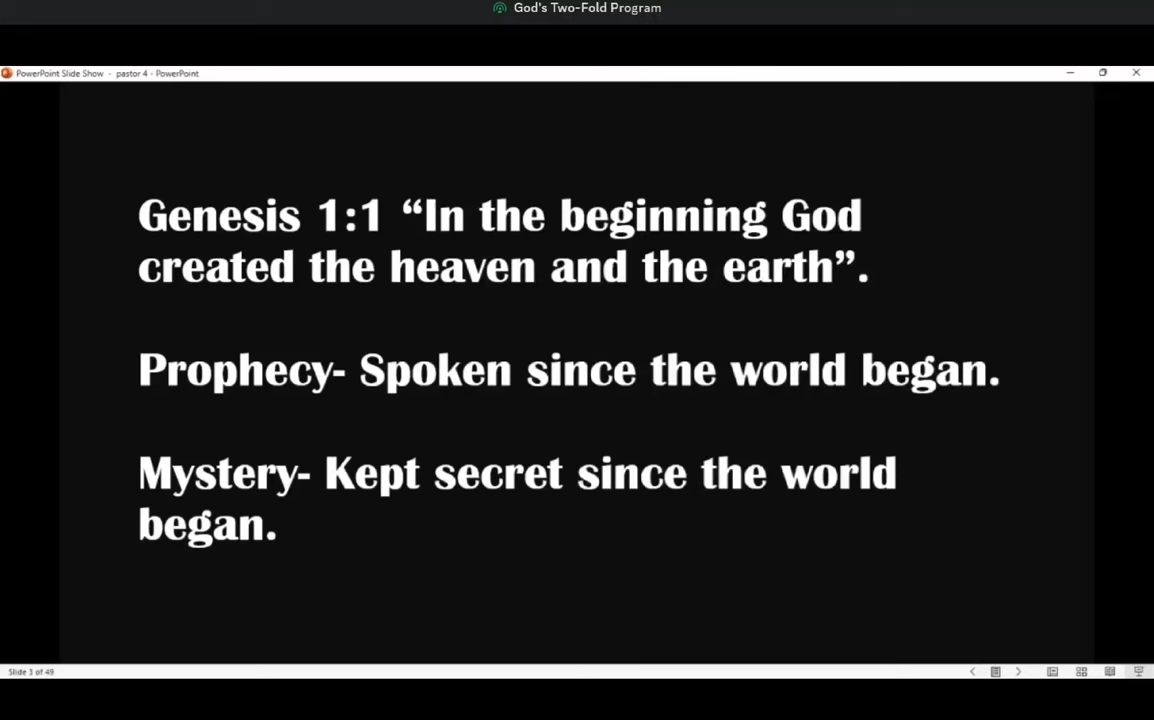 God's Two-Fold Program
PowerPoint Slide Show - pastor 4 - PowerPoint
Genesis 1:1 “In the beginning God
created the heaven and the earth”.
Prophecy- Spoken since the world began.
Mystery- Kept secret since the world
began.
Slide 3 of 49